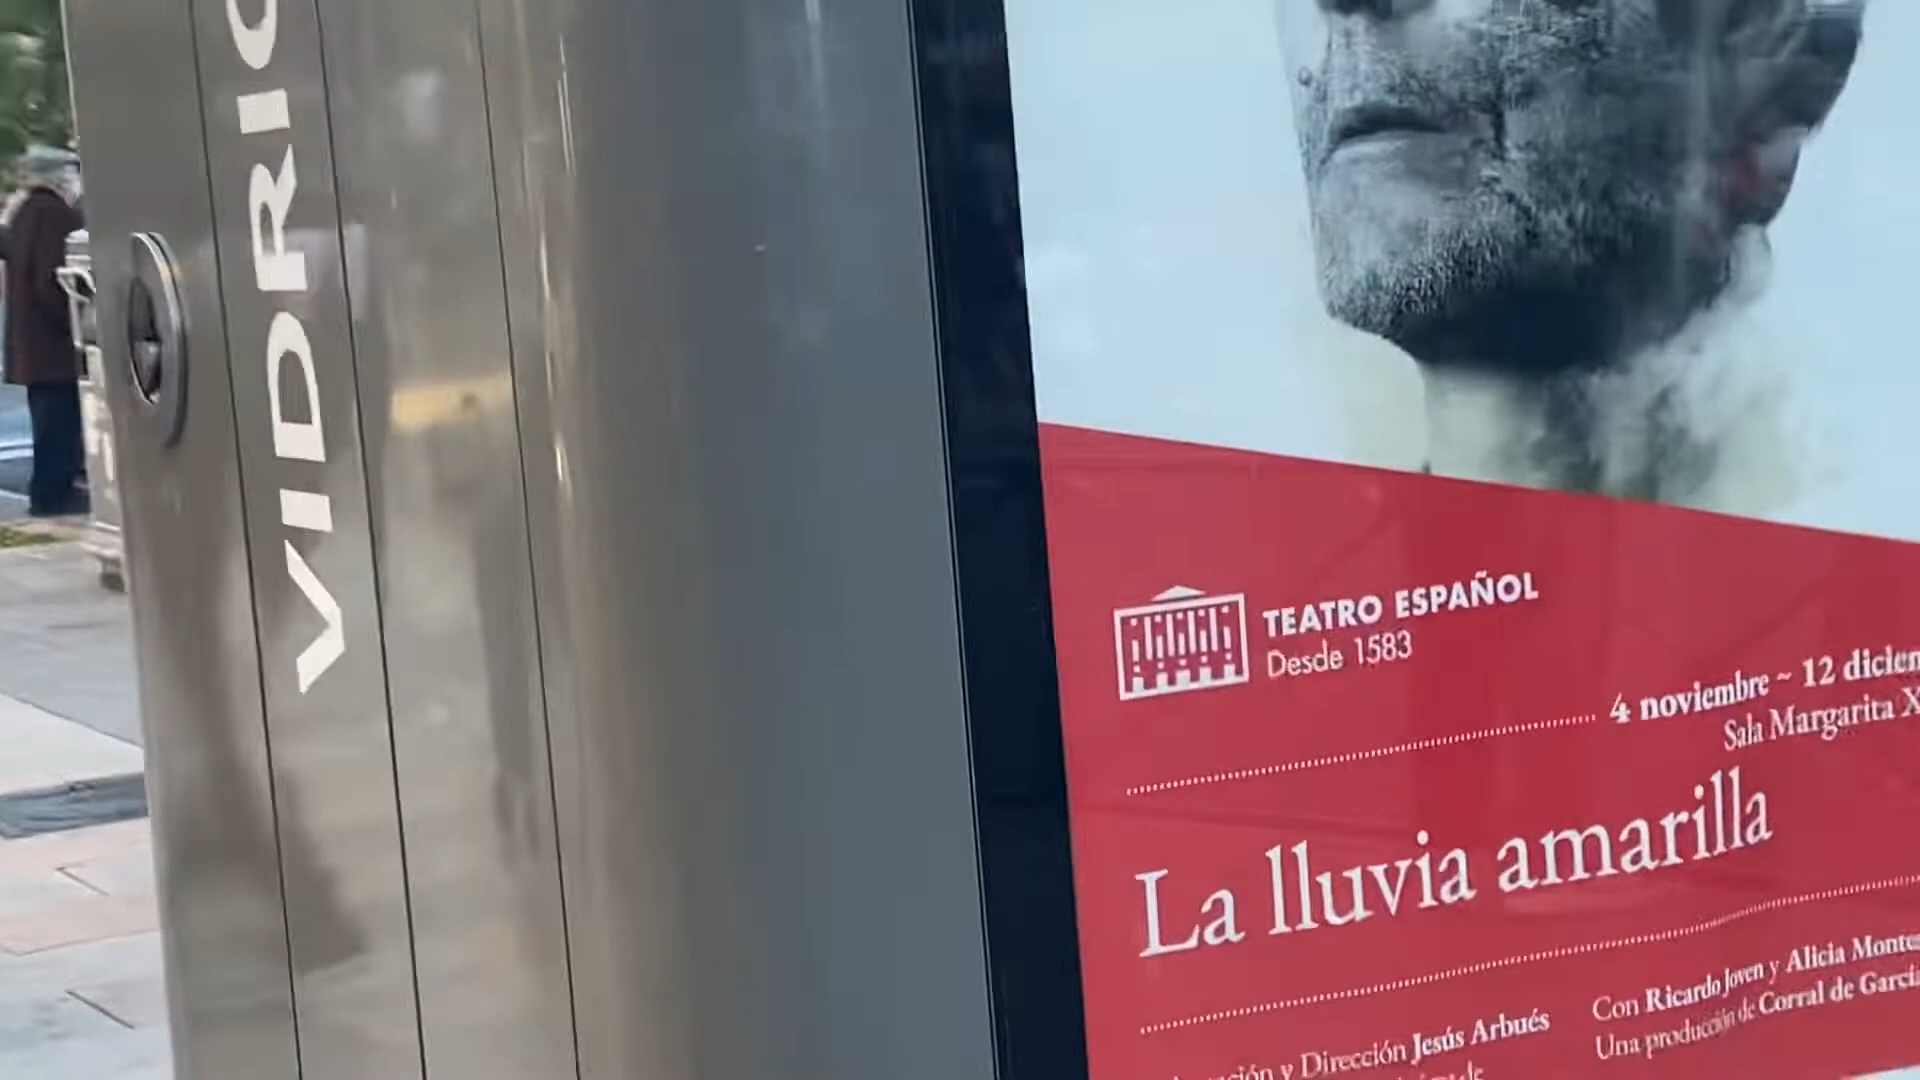 VIDRIO
TEATRO ESPAÑOL
Desde 1583
4 noviembre ~ 12
Sala Margarita
La lluvia amarilla
Con Ricardo Joven y Alicia
Una producción de Corral de
y Dirección Jesús Arbués